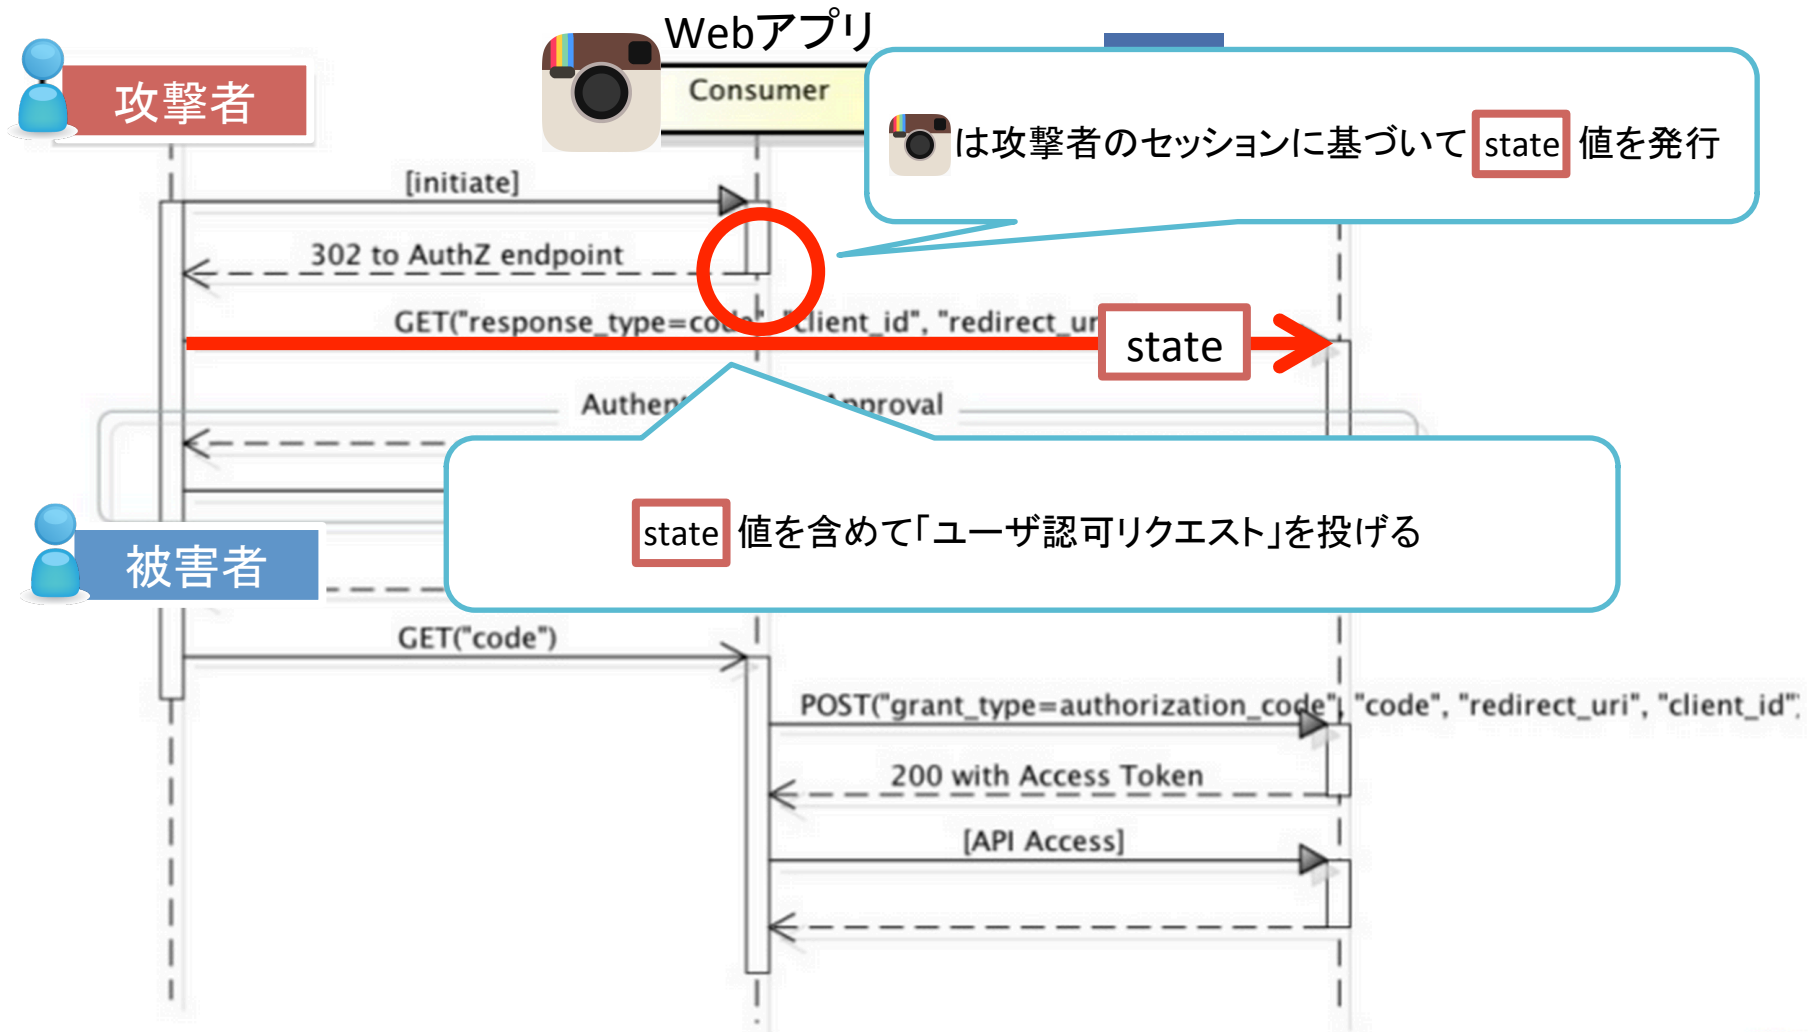 Webアプリ
攻撃者
Consumer
は攻撃者のセッションに基づいて state 値を発行
[initiate]
302 to AuthZ endpoint
GET("response_type=code", "client_id", "redirect_ur
state
Authen
Approval
state 値を含めて「ユーザ認可リクエスト」を投げる
被害者
GET("code")
POST("grant_type=authorization_code", "code", "redirect_uri", "client_id")
200 with Access Token
[API Access]